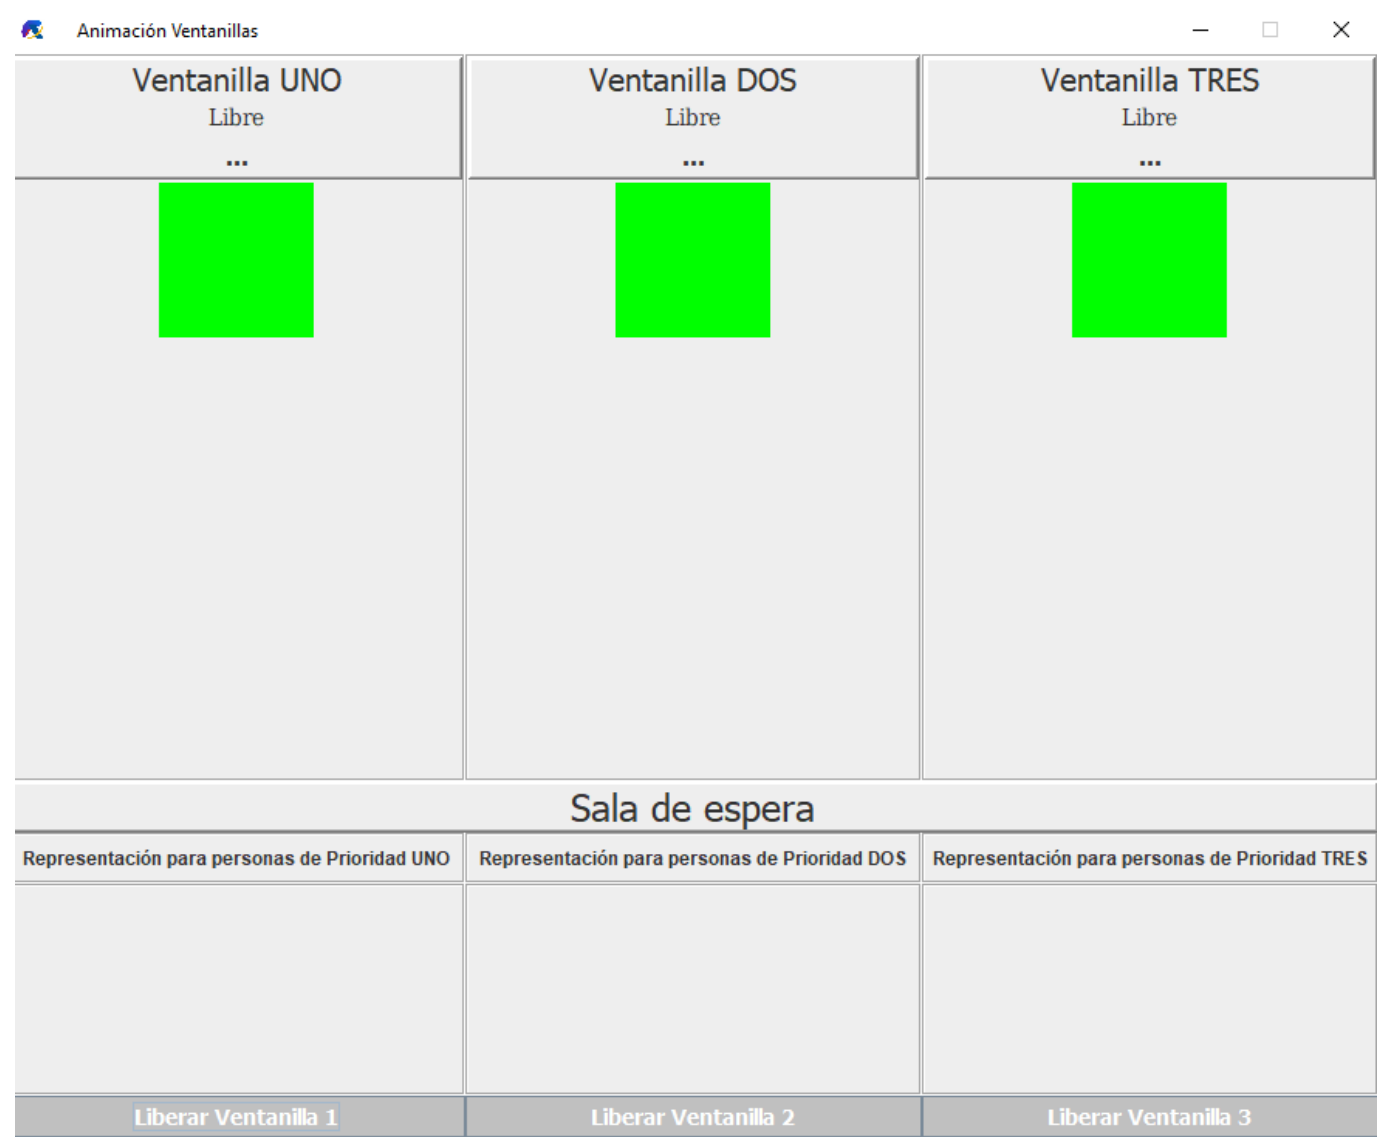 Animación Ventanillas
Ventanilla UNO
Libre
...
Ventanilla DOS
Libre
...
Ventanilla TRES
Libre
...
Sala de espera
Representación para personas de Prioridad UNO
Representación para personas de Prioridad DOS
Representación para personas de Prioridad TRES
Liberar Ventanilla 1
Liberar Ventanilla 2
Liberar Ventanilla 3